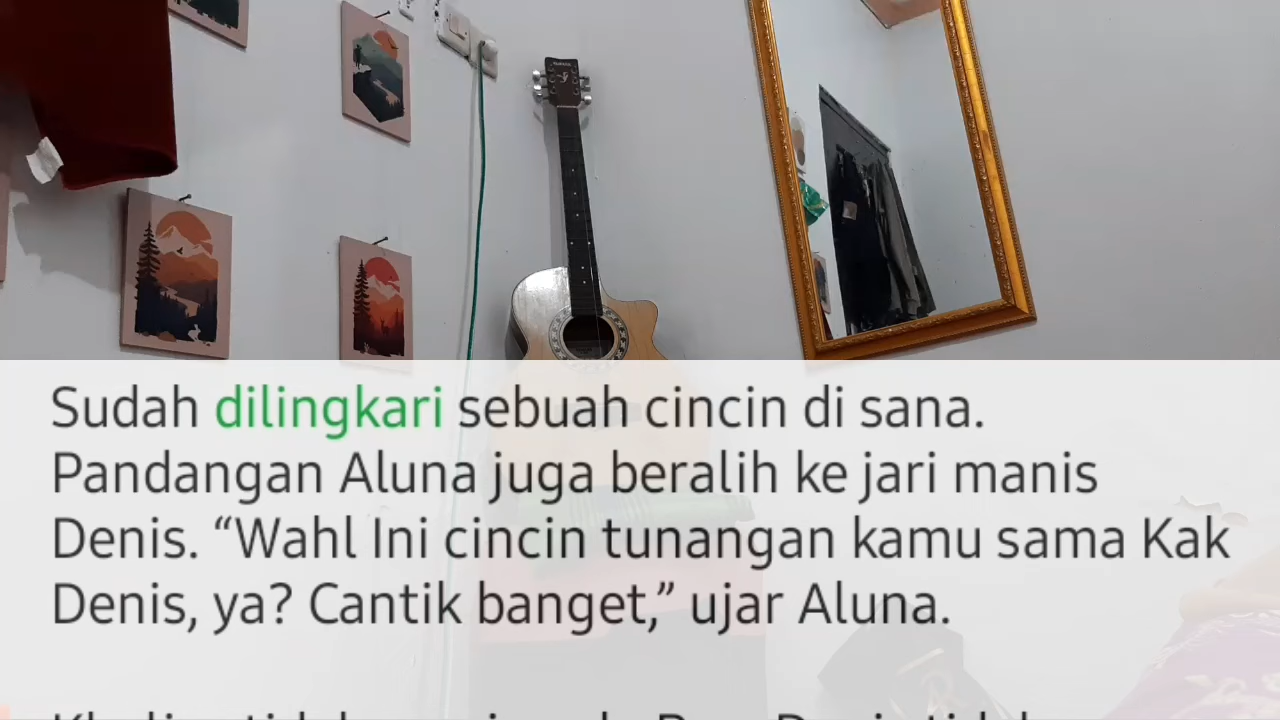 Sudah dilingkari sebuah cincin di sana.
Pandangan Aluna juga beralih ke jari manis
Denis. “Wahl Ini cincin tunangan kamu sama Kak
Denis, ya? Cantik banget,” ujar Aluna.